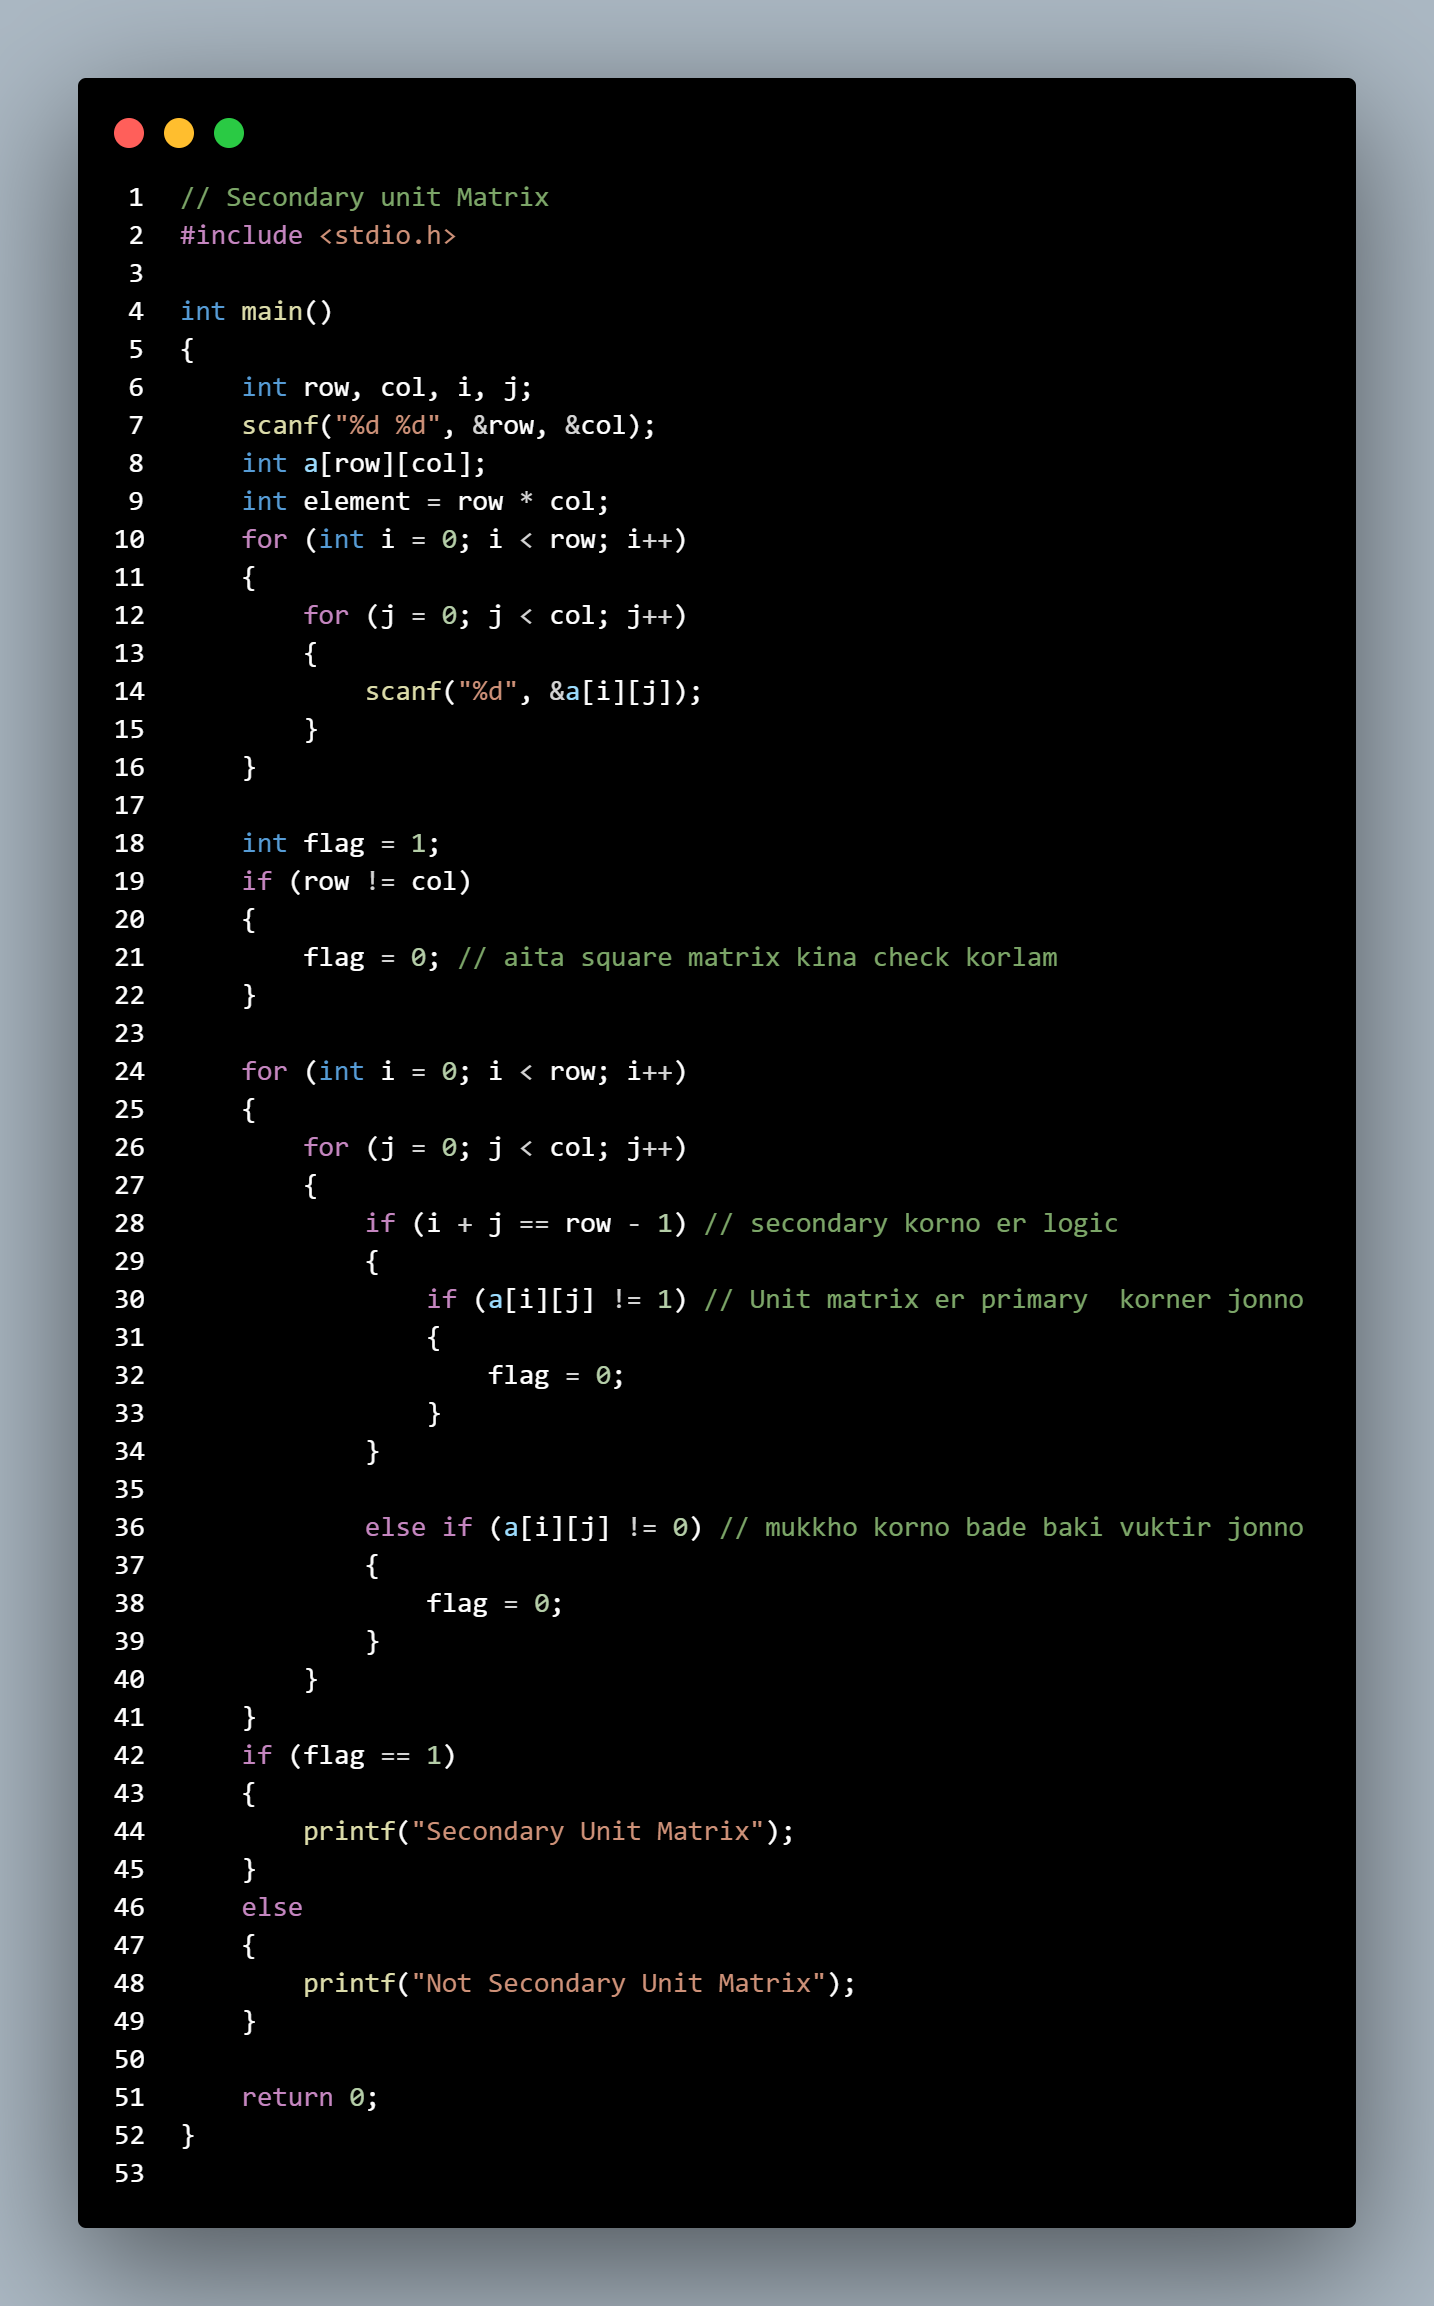 1 // Secondary unit Matrix
2 #include <stdio.h>
3
4 int main()
5 {
6     int row, col, i, j;
7     scanf("%d %d", &row, &col);
8     int a[row][col];
9     int element = row * col;
10     for (int i = 0; i < row; i++)
11     {
12         for (j = 0; j < col; j++)
13         {
14             scanf("%d", &a[i][j]);
15         }
16     }
17
18     int flag = 1;
19     if (row != col)
20     {
21         flag = 0; // aita square matrix kina check korlam
22     }
23
24     for (int i = 0; i < row; i++)
25     {
26         for (j = 0; j < col; j++)
27         {
28             if (i + j == row - 1) // secondary korno er logic
29             {
30                 if (a[i][j] != 1) // Unit matrix er primary  korner jonno
31                 {
32                     flag = 0;
33                 }
34             }
35
36             else if (a[i][j] != 0) // mukkho korno bade baki vuktir jonno
37             {
38                 flag = 0;
39             }
40         }
41     }
42     if (flag == 1)
43     {
44         printf("Secondary Unit Matrix");
45     }
46     else
47     {
48         printf("Not Secondary Unit Matrix");
49     }
50
51     return 0;
52 }
53